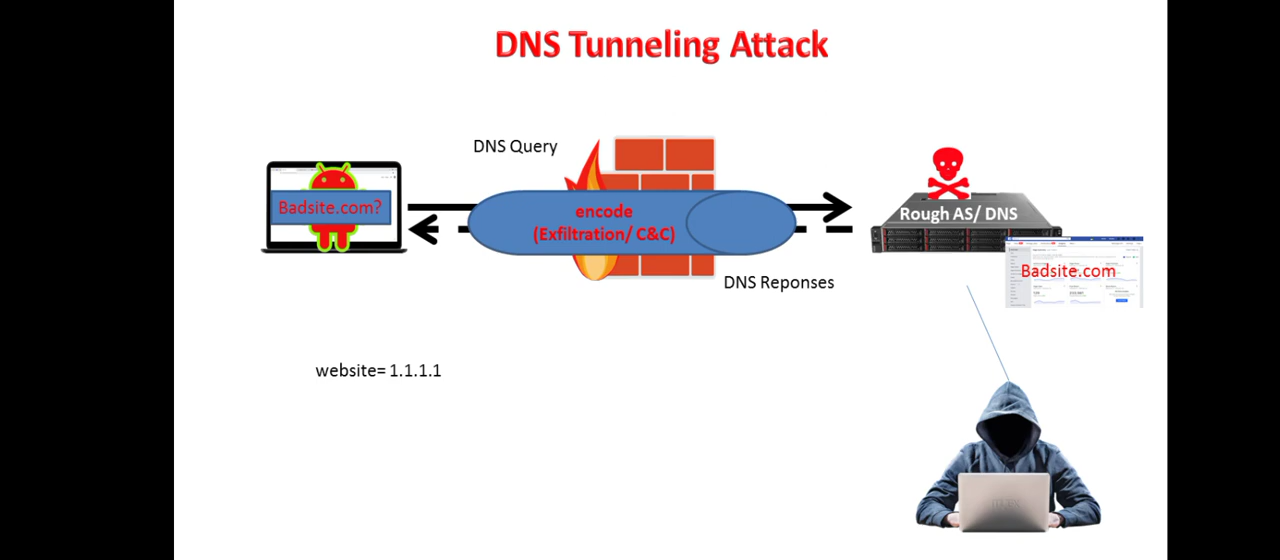 DNS Tunneling Attack
DNS Query
Badsite.com?
encode
(Exfiltration/ C&C)
Rough AS/ DNS
Badsite.com
DNS Reponses
website= 1.1.1.1